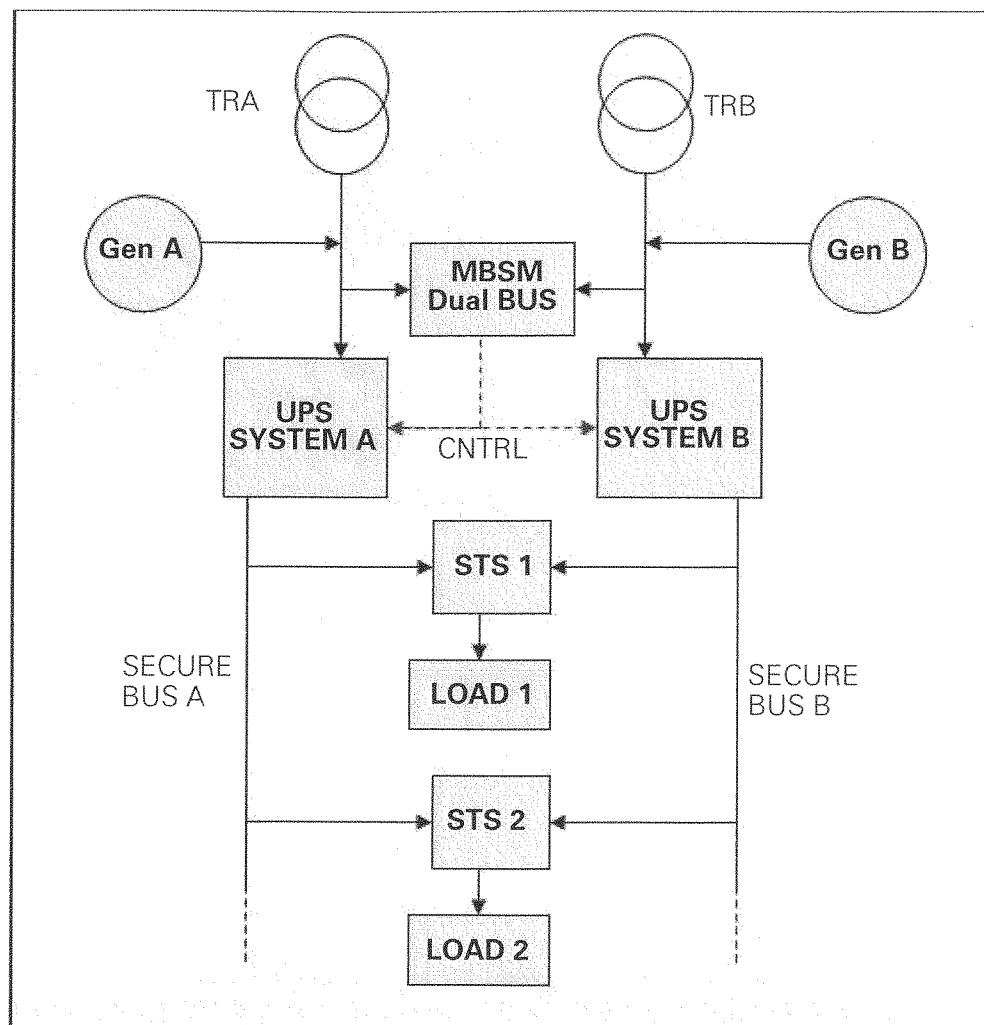 TRA
TRB
Gen A
MBSM
Dual BUS
Gen B
UPS
SYSTEM A
UPS
SYSTEM B
CNTRL
STS 1
SECURE
BUS A
LOAD 1
SECURE
BUS B
STS 2
LOAD 2